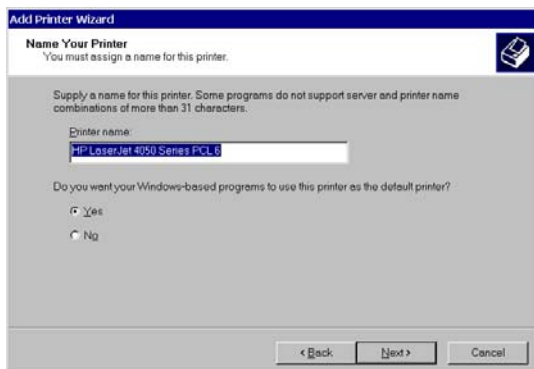 Add Printer Wizard
Name Your Printer
You must assign a name for this printer.
Supply a name for this printer. Some programs do not support server and printer name
combinations of more than 31 characters.
Printer name:
HP LaserJet 4050 Series PCL 6
Do you want your Windows-based programs to use this printer as the default printer?
Yes
No
< Back
Next >
Cancel